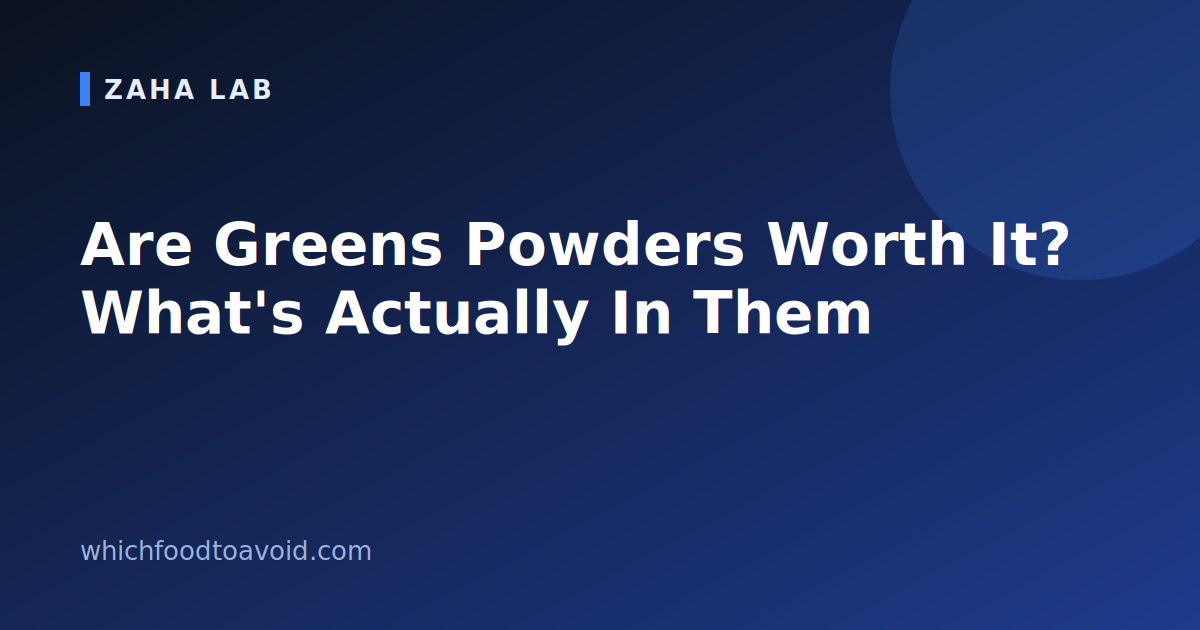 ZAHA LAB
Are Greens Powders Worth It?
What's Actually In Them
whichfoodtoavoid.com